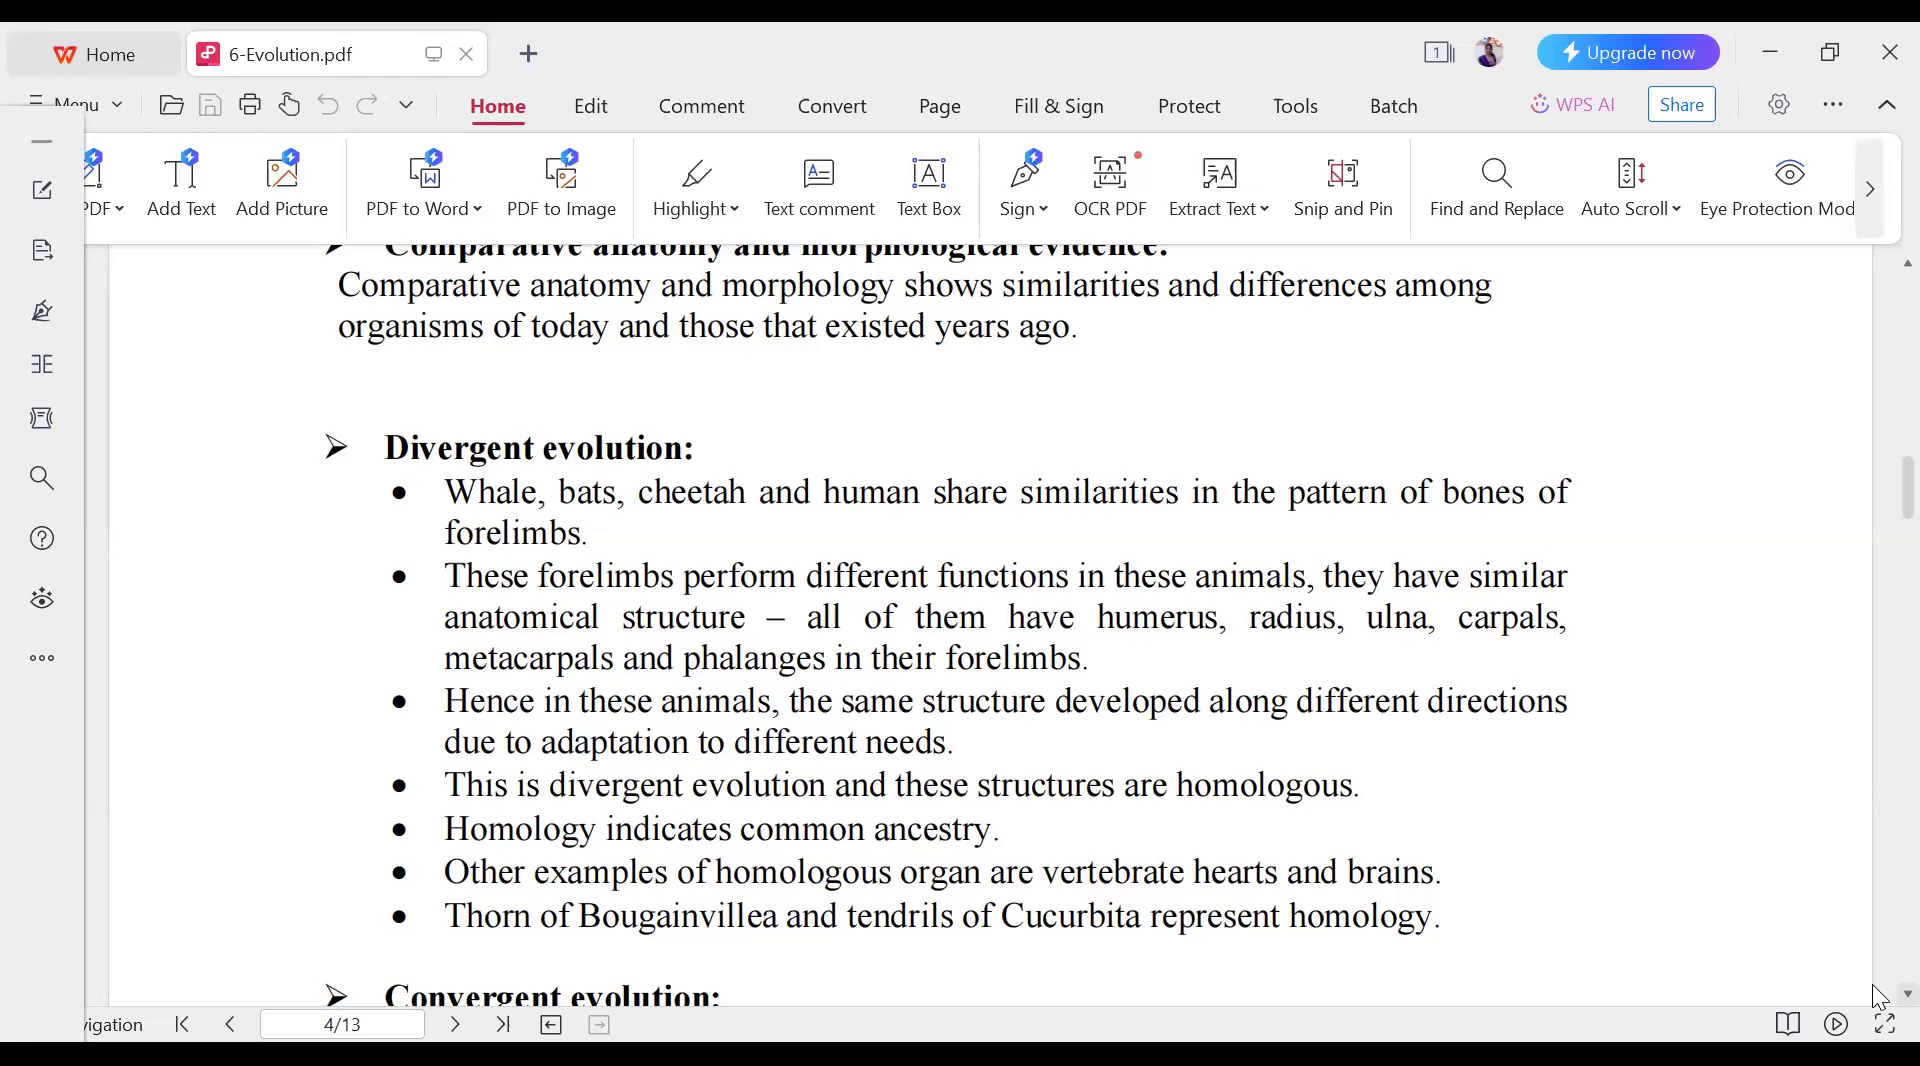 Home
6-Evolution.pdf
1
Upgrade now
Menu
Home Edit Comment Convert Page Fill & Sign Protect Tools Batch
WPS AI
Share
PDF Add Text Add Picture PDF to Word PDF to Image Highlight Text comment Text Box Sign OCR PDF Extract Text Snip and Pin Find and Replace Auto Scroll Eye Protection Mod
Comparative anatomy and morphological evidence:
Comparative anatomy and morphology shows similarities and differences among
organisms of today and those that existed years ago.
➢ Divergent evolution:
• Whale, bats, cheetah and human share similarities in the pattern of bones of
forelimbs.
• These forelimbs perform different functions in these animals, they have similar
anatomical structure – all of them have humerus, radius, ulna, carpals,
metacarpals and phalanges in their forelimbs.
• Hence in these animals, the same structure developed along different directions
due to adaptation to different needs.
• This is divergent evolution and these structures are homologous.
• Homology indicates common ancestry.
• Other examples of homologous organ are vertebrate hearts and brains.
• Thorn of Bougainvillea and tendrils of Cucurbita represent homology.
➢ Convergent evolution:
vigation
4/13